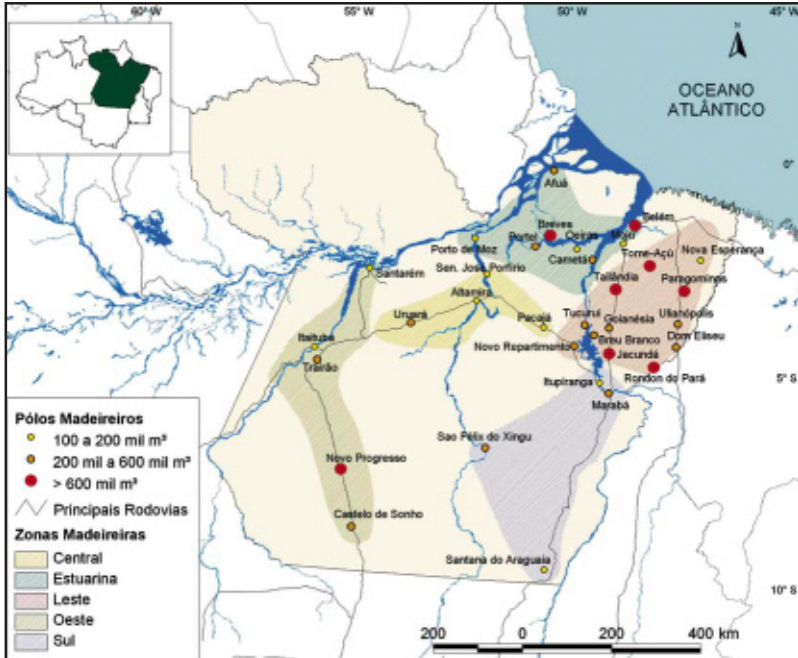 60° W
55° W
50° W
45° W
N
OCEANO
ATLÂNTICO
0°
Afuá
Breves
Belém
Portel
Oeiras
Moju
Porto de Moz
Cametá
Tome-Açú
Nova Esperança
Santarém
Sen. José Porfírio
Tailândia
Paragominas
Altamira
Uruará
Pacajá
Tucuruí
Goianésia
Ulianópolis
Itaituba
Novo Repartimento
Breu Branco
Dom Eliseu
Trairão
Jacundá
5° S
Itupiranga
Rondon do Pará
Marabá
Sao Félix do Xingu
Novo Progresso
Castelo de Sonho
Santana do Araguaia
10° S
Pólos Madeireiros
100 a 200 mil m³
200 mil a 600 mil m³
> 600 mil m³
Principais Rodovias
Zonas Madeireiras
Central
Estuarina
Leste
Oeste
Sul
200 0 200 400 km